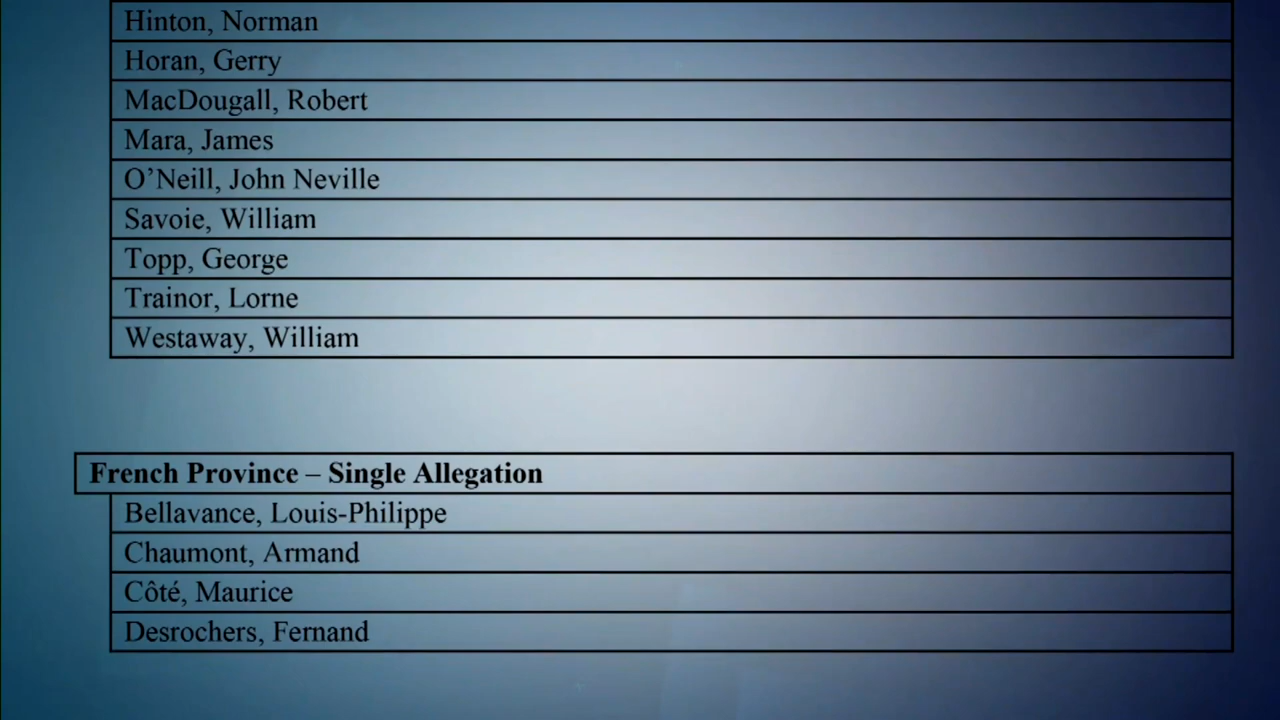 Hinton, Norman
Horan, Gerry
MacDougall, Robert
Mara, James
O’Neill, John Neville
Savoie, William
Topp, George
Trainor, Lorne
Westaway, William
French Province – Single Allegation
Bellavance, Louis-Philippe
Chaumont, Armand
Côté, Maurice
Desrochers, Fernand